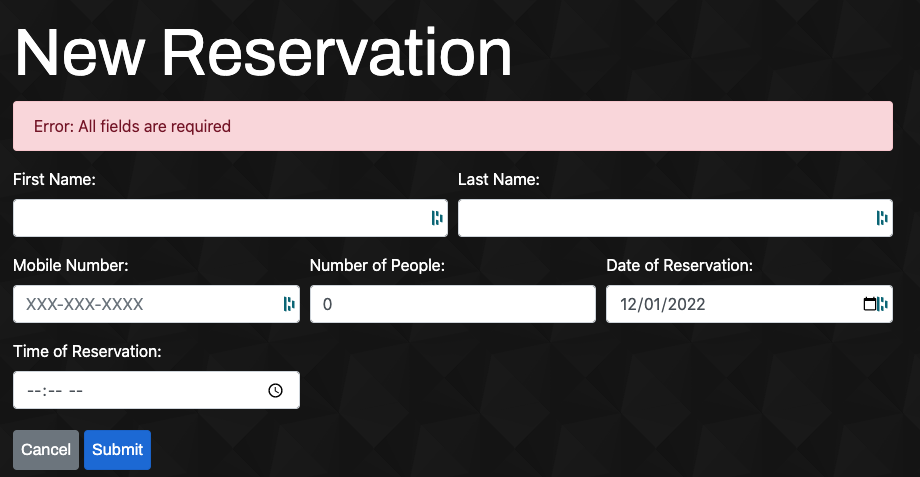 New Reservation
Error: All fields are required
First Name: Last Name:
Mobile Number: Number of People: Date of Reservation:
XXX-XXX-XXXX 0 12/01/2022
Time of Reservation:
--:-- --
Cancel Submit